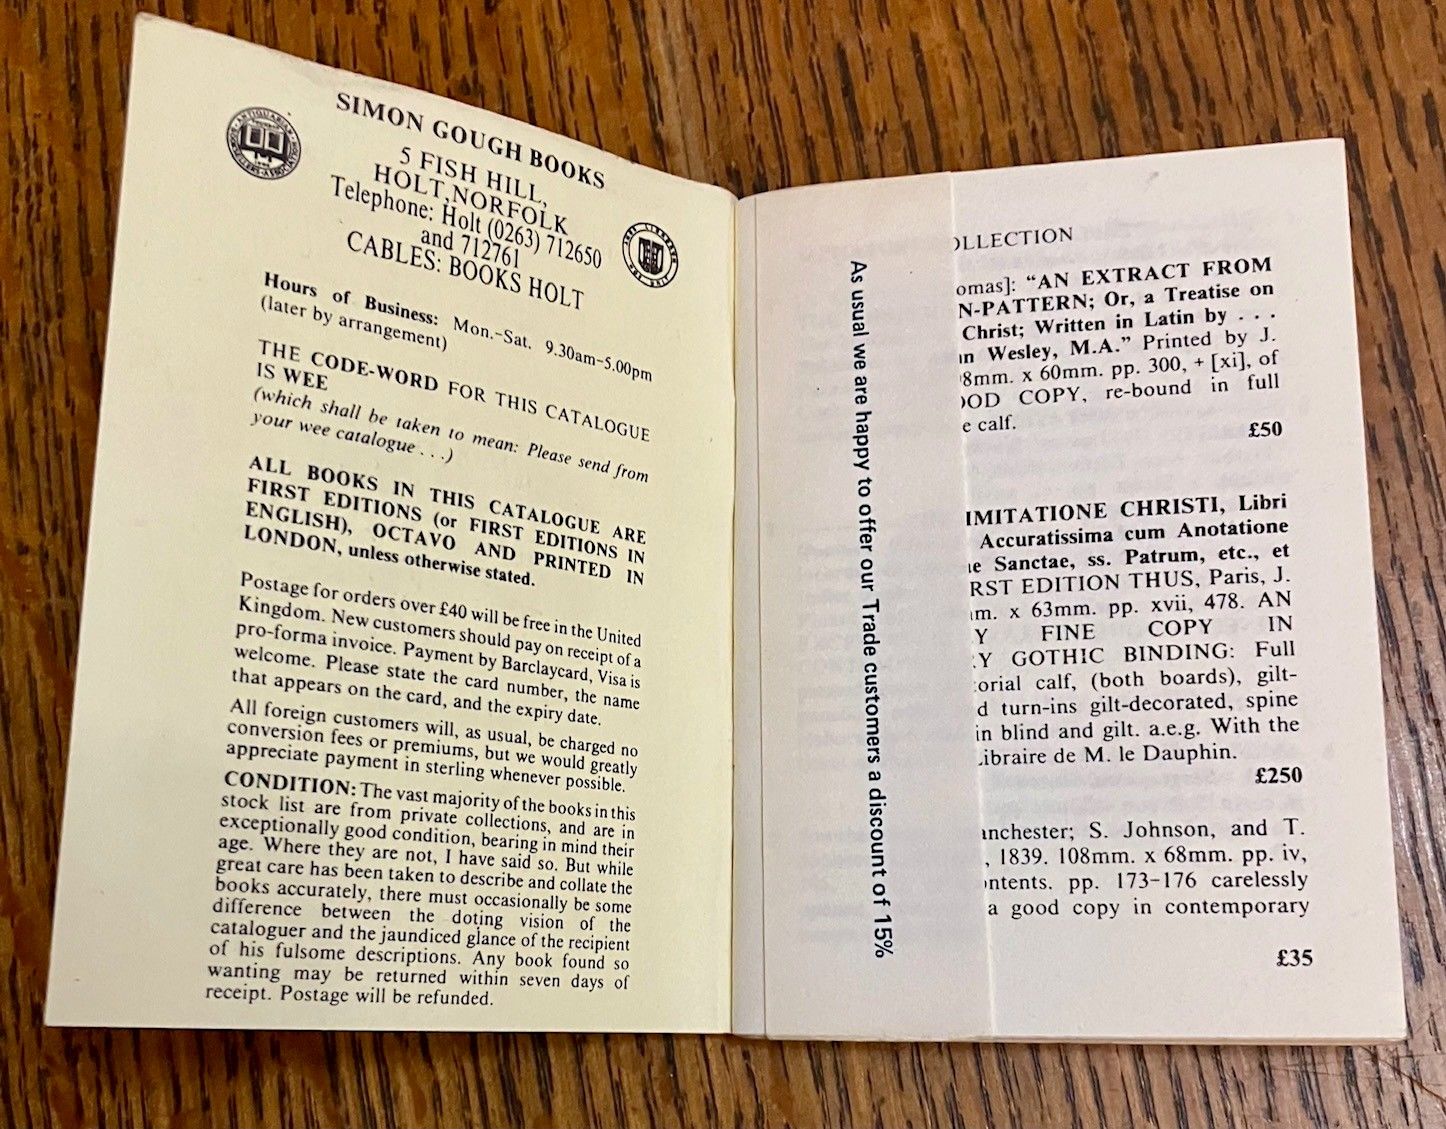 SIMON GOUGH BOOKS
5 FISH HILL,
HOLT, NORFOLK
Telephone: Holt (0263) 712650
and 712761
CABLES: BOOKS HOLT
Hours of Business: Mon.-Sat. 9.30am-5.00pm
(later by arrangement)
THE CODE-WORD FOR THIS CATALOGUE
IS WEE
(which shall be taken to mean: Please send from
your wee catalogue . . .)
ALL BOOKS IN THIS CATALOGUE ARE
FIRST EDITIONS (or FIRST EDITIONS IN
ENGLISH), OCTAVO AND PRINTED IN
LONDON, unless otherwise stated.
Postage for orders over £40 will be free in the United
Kingdom. New customers should pay on receipt of a
pro-forma invoice. Payment by Barclaycard, Visa is
welcome. Please state the card number, the name
that appears on the card, and the expiry date.
All foreign customers will, as usual, be charged no
conversion fees or premiums, but we would greatly
appreciate payment in sterling whenever possible.
CONDITION: The vast majority of the books in this
stock list are from private collections, and are in
exceptionally good condition, bearing in mind their
age. Where they are not, I have said so. But while
great care has been taken to describe and collate the
books accurately, there must occasionally be some
difference between the doting vision of the
cataloguer and the jaundiced glance of the recipient
of his fulsome descriptions. Any book found so
wanting may be returned within seven days of
receipt. Postage will be refunded.
As usual we are happy to offer our Trade customers a discount of 15%
OLLECTION
omas]: “AN EXTRACT FROM
N-PATTERN; Or, a Treatise on
Christ; Written in Latin by . . .
n Wesley, M.A.” Printed by J.
8mm. x 60mm. pp. 300, + [xi], of
OOD COPY, re-bound in full
e calf.
£50
IMITATIONE CHRISTI, Libri
Accuratissima cum Anotatione
e Sanctae, ss. Patrum, etc., et
RST EDITION THUS, Paris, J.
m. x 63mm. pp. xvii, 478. AN
Y FINE COPY IN
Y GOTHIC BINDING: Full
orial calf, (both boards), gilt-
d turn-ins gilt-decorated, spine
in blind and gilt. a.e.g. With the
Libraire de M. le Dauphin.
£250
anchester; S. Johnson, and T.
, 1839. 108mm. x 68mm. pp. iv,
ontents. pp. 173-176 carelessly
a good copy in contemporary
£35